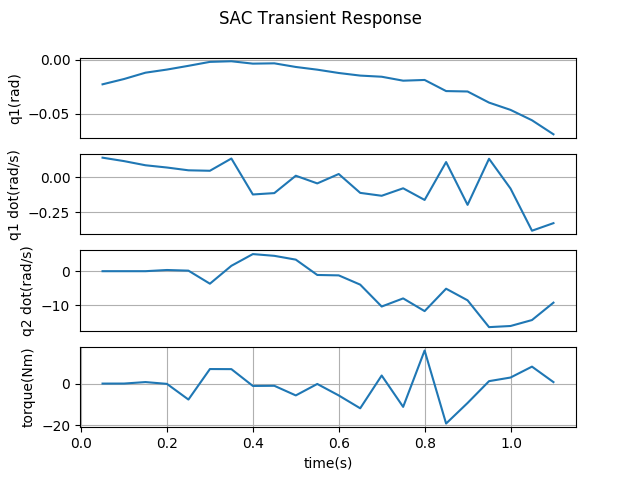 SAC Transient Response
q1(rad)
0.00
−0.05
q1 dot(rad/s)
0.00
−0.25
q2 dot(rad/s)
0
−10
torque(Nm)
0
−20
0.0 0.2 0.4 0.6 0.8 1.0
time(s)